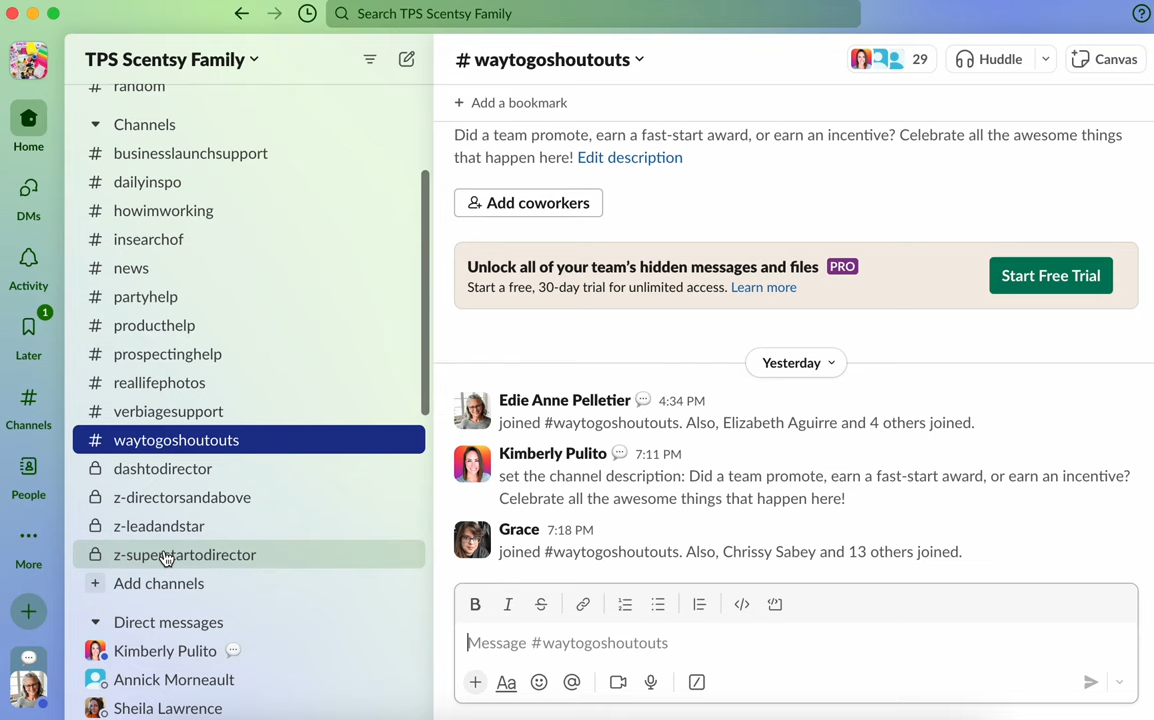 Search TPS Scentsy Family
TPS Scentsy Family
# waytogoshoutouts
29
Huddle
Canvas
# random
+ Add a bookmark
Home
DMs
Activity
1
Later
Channels
People
More
Channels
# businesslaunchsupport
# dailyinspo
# howimworking
# insearchof
# news
# partyhelp
# producthelp
# prospectinghelp
# reallifephotos
# verbiagesupport
# waytogoshoutouts
dashtodirector
z-directorsandabove
z-leadandstar
z-superstartodirector
+ Add channels
Direct messages
Kimberly Pulito
Annick Morneault
Sheila Lawrence
Did a team promote, earn a fast-start award, or earn an incentive? Celebrate all the awesome things
that happen here! Edit description
Add coworkers
Unlock all of your team's hidden messages and files PRO
Start a free, 30-day trial for unlimited access. Learn more
Start Free Trial
Yesterday
Edie Anne Pelletier 4:34 PM
joined #waytogoshoutouts. Also, Elizabeth Aguirre and 4 others joined.
Kimberly Pulito 7:11 PM
set the channel description: Did a team promote, earn a fast-start award, or earn an incentive?
Celebrate all the awesome things that happen here!
Grace 7:18 PM
joined #waytogoshoutouts. Also, Chrissy Sabey and 13 others joined.
B I S
Message #waytogoshoutouts
+ Aa @